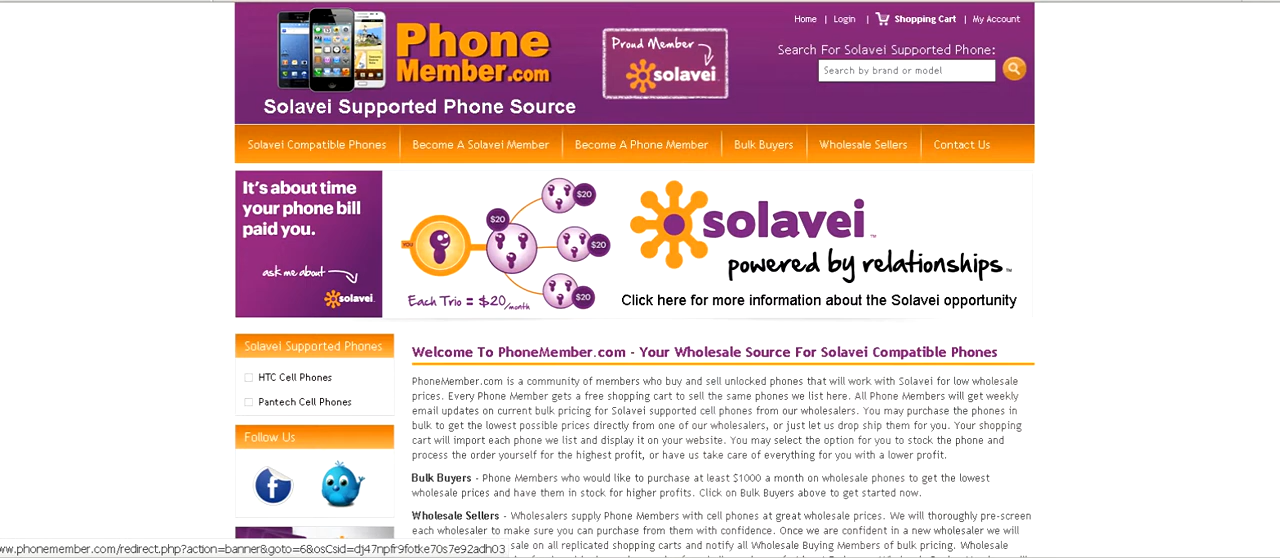 Home | Login | Shopping Cart | My Account
Phone
Member.com
Solavei Supported Phone Source
Proud Member
solavei
Search For Solavei Supported Phone:
Search by brand or model
Solavei Compatible Phones
Become A Solavei Member
Become A Phone Member
Bulk Buyers
Wholesale Sellers
Contact Us
It's about time
your phone bill
paid you.
ask me about
solavei
YOU
$20
$20
$20
$20
Each Trio = $20/month
solavei™
powered by relationships™
Click here for more information about the Solavei opportunity
Solavei Supported Phones
HTC Cell Phones
Pantech Cell Phones
Follow Us
Welcome To PhoneMember.com - Your Wholesale Source For Solavei Compatible Phones
PhoneMember.com is a community of members who buy and sell unlocked phones that will work with Solavei for low wholesale
prices. Every Phone Member gets a free shopping cart to sell the same phones we list here. All Phone Members will get weekly
email updates on current bulk pricing for Solavei supported cell phones from our wholesalers. You may purchase the phones in
bulk to get the lowest possible prices directly from one of our wholesalers, or just let us drop ship them for you. Your shopping
cart will import each phone we list and display it on your website. You may select the option for you to stock the phone and
process the order yourself for the highest profit, or have us take care of everything for you with a lower profit.
Bulk Buyers - Phone Members who would like to purchase at least $1000 a month on wholesale phones to get the lowest
wholesale prices and have them in stock for higher profits. Click on Bulk Buyers above to get started now.
Wholesale Sellers - Wholesalers supply Phone Members with cell phones at great wholesale prices. We will thoroughly pre-screen
each wholesaler to make sure you can purchase from them with confidence. Once we are confident in a new wholesaler we will
sale on all replicated shopping carts and notify all Wholesale Buying Members of bulk pricing. Wholesale
ww.phonemember.com/redirect.php?action=banner&goto=6&osCsid=dj47npfr9fotke70s7e92adh03